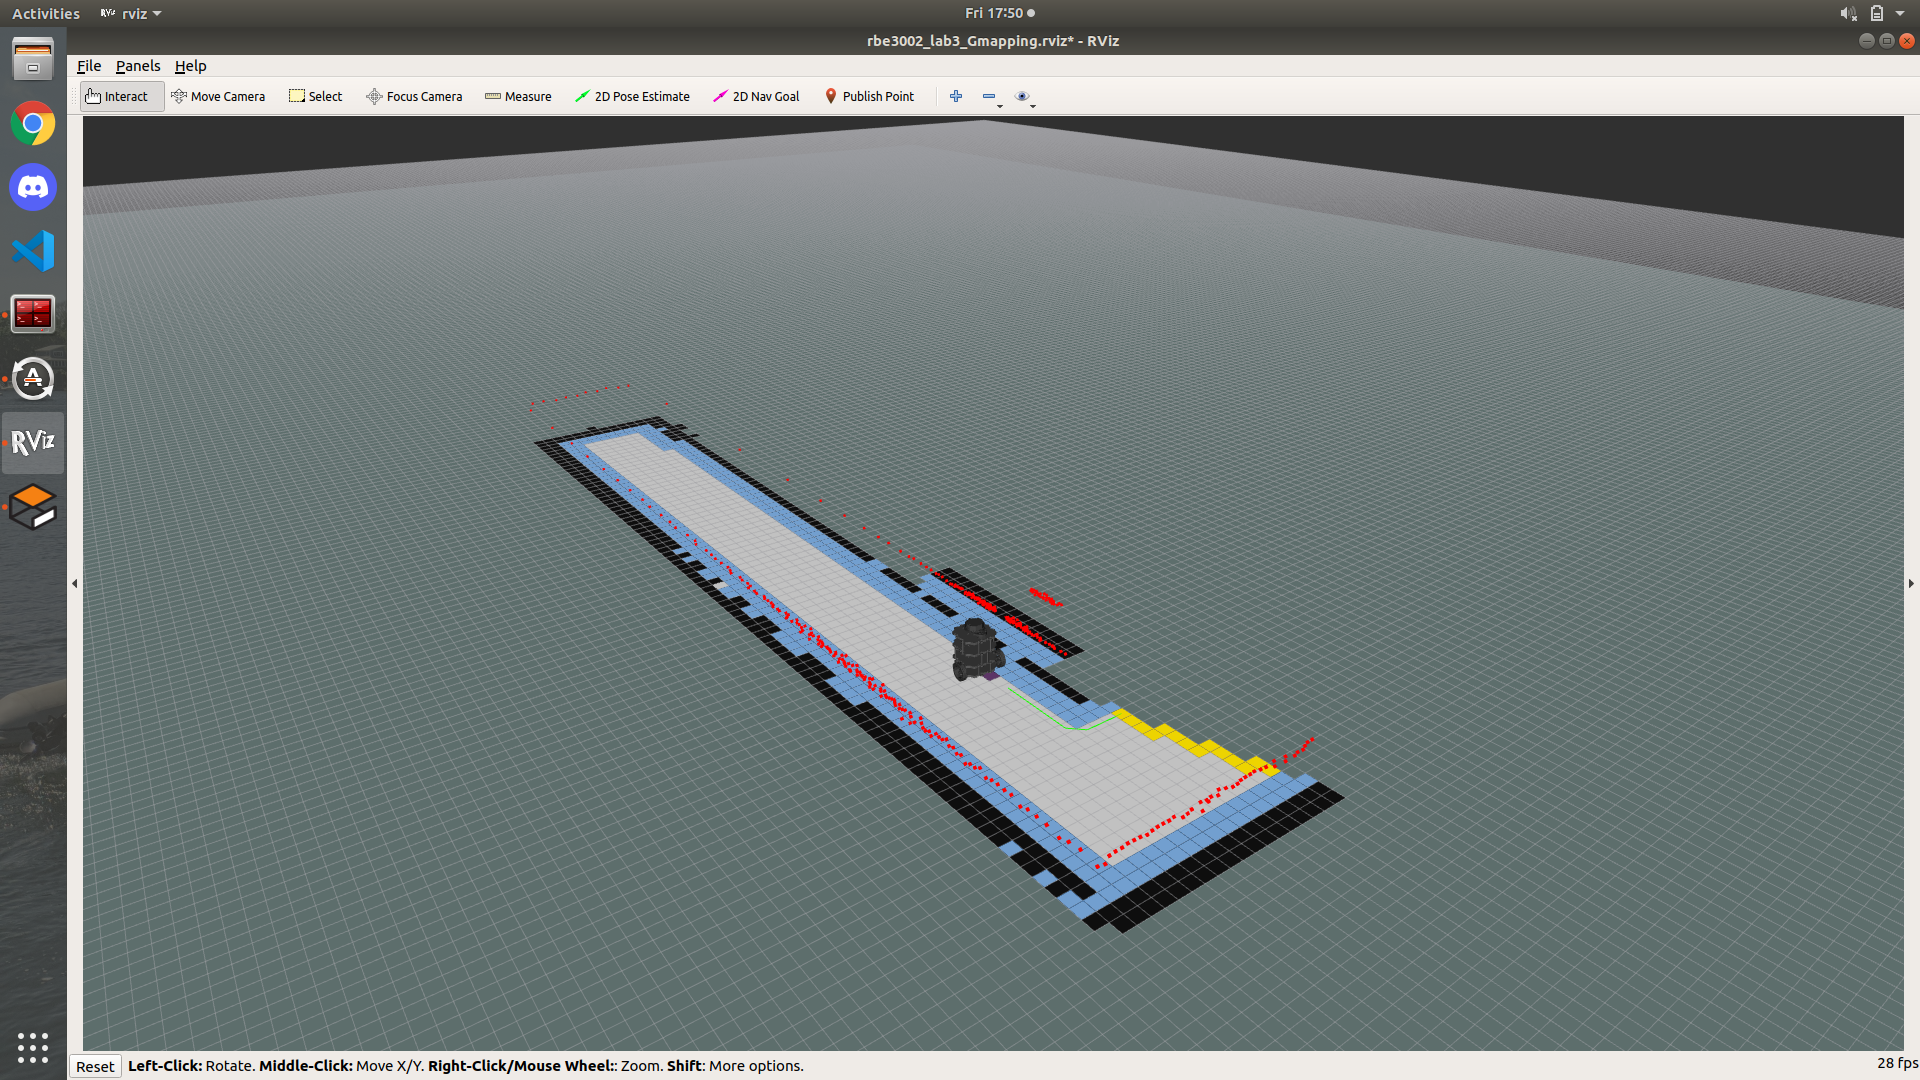 Activities RViz rviz Fri 17:50
rbe3002_lab3_Gmapping.rviz* - RViz
File Panels Help
Interact Move Camera Select Focus Camera Measure 2D Pose Estimate 2D Nav Goal Publish Point
A
RViz
Reset Left-Click: Rotate. Middle-Click: Move X/Y. Right-Click/Mouse Wheel:: Zoom. Shift: More options. 28 fps